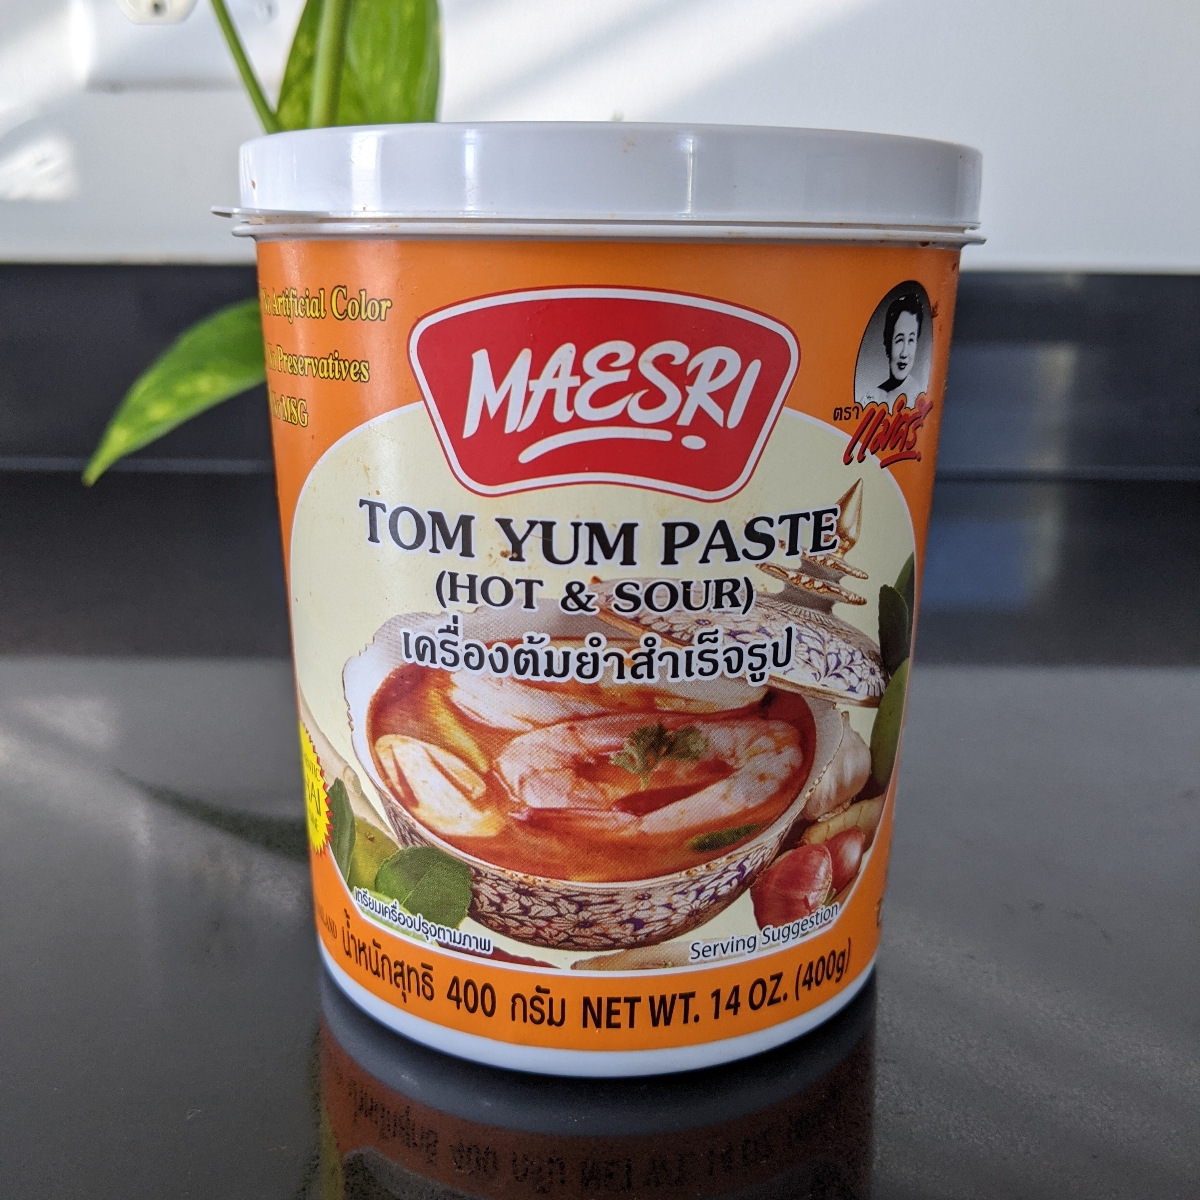 Artificial Color
Preservatives
MSG
MAESRI
ตรา
แม่ศรี
TOM YUM PASTE
(HOT & SOUR)
เครื่องต้มยำสำเร็จรูป
เตรียมเครื่องปรุงตามภาพ
Serving Suggestion
น้ำหนักสุทธิ 400 กรัม NET WT. 14 OZ. (400g)